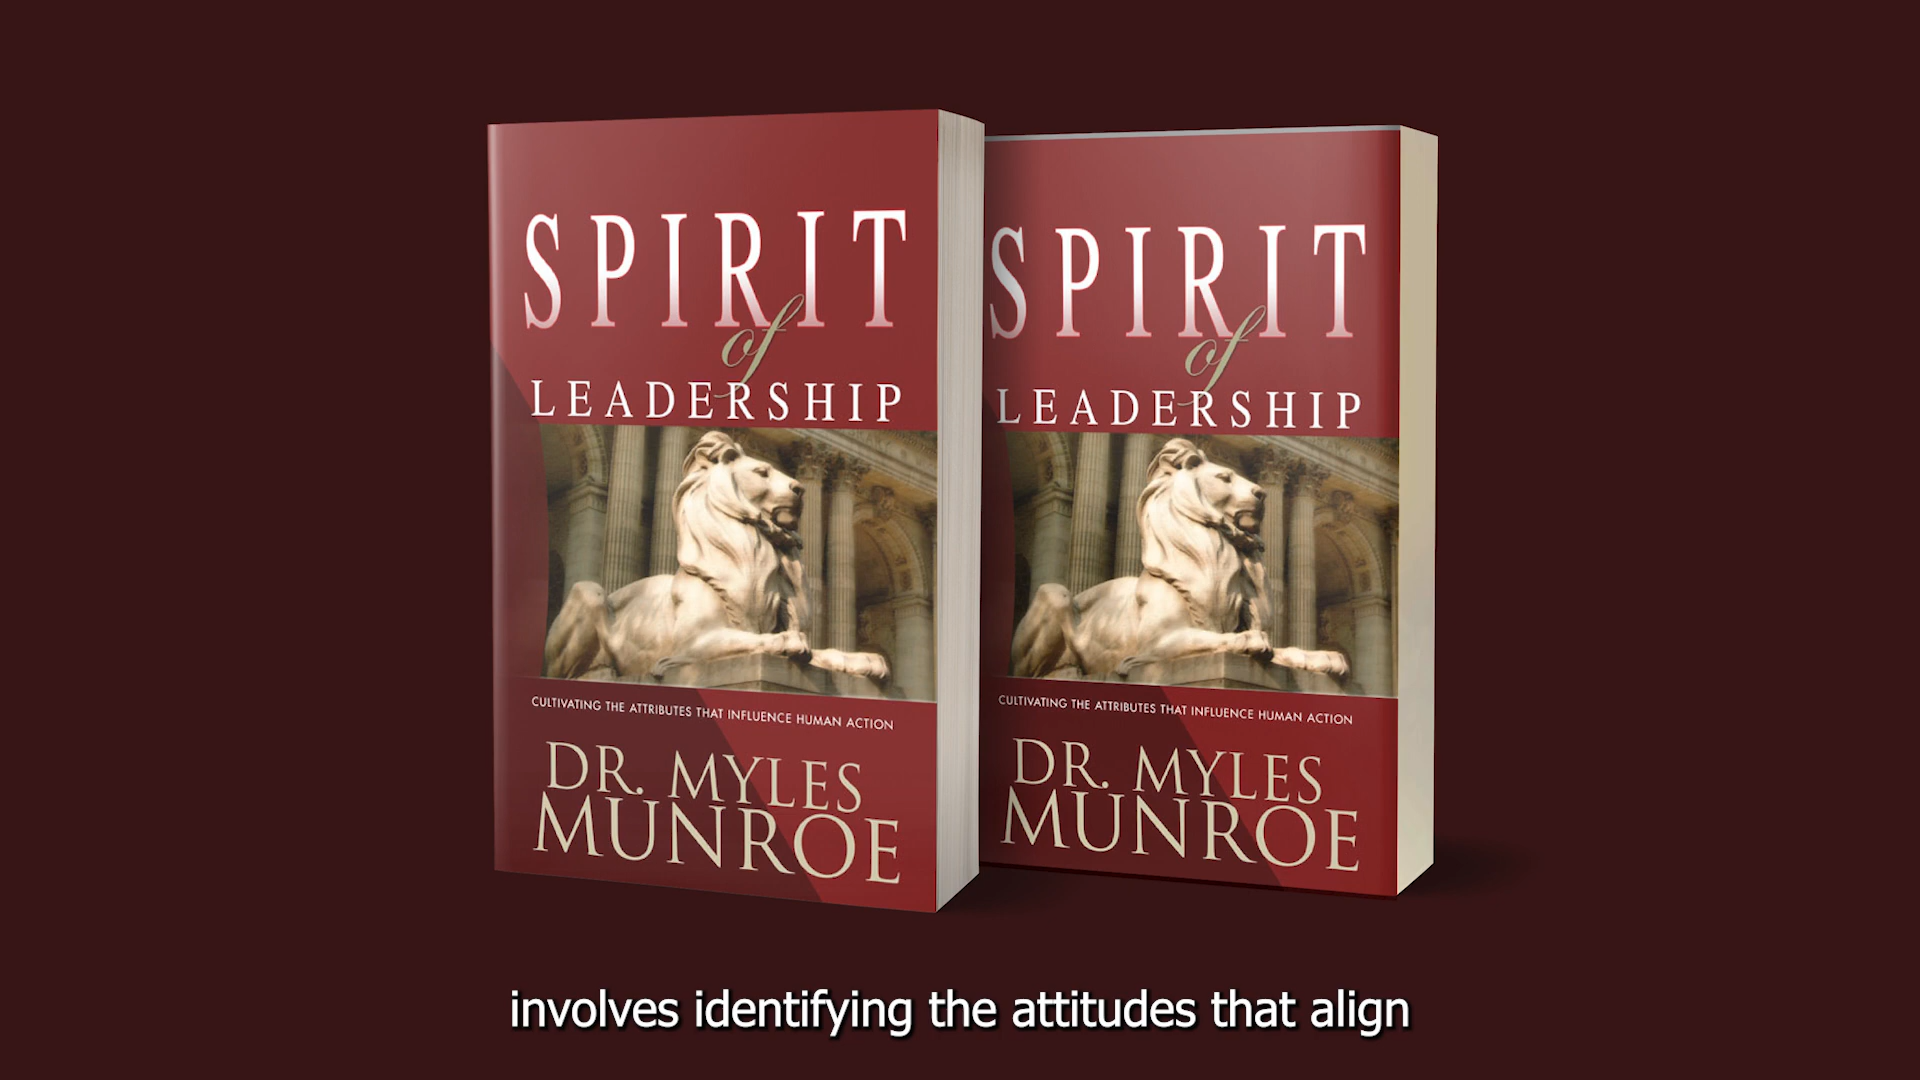 SPIRIT
of
LEADERSHIP
CULTIVATING THE ATTRIBUTES THAT INFLUENCE HUMAN ACTION
DR. MYLES
MUNROE
SPIRIT
of
LEADERSHIP
CULTIVATING THE ATTRIBUTES THAT INFLUENCE HUMAN ACTION
DR. MYLES
MUNROE
involves identifying the attitudes that align